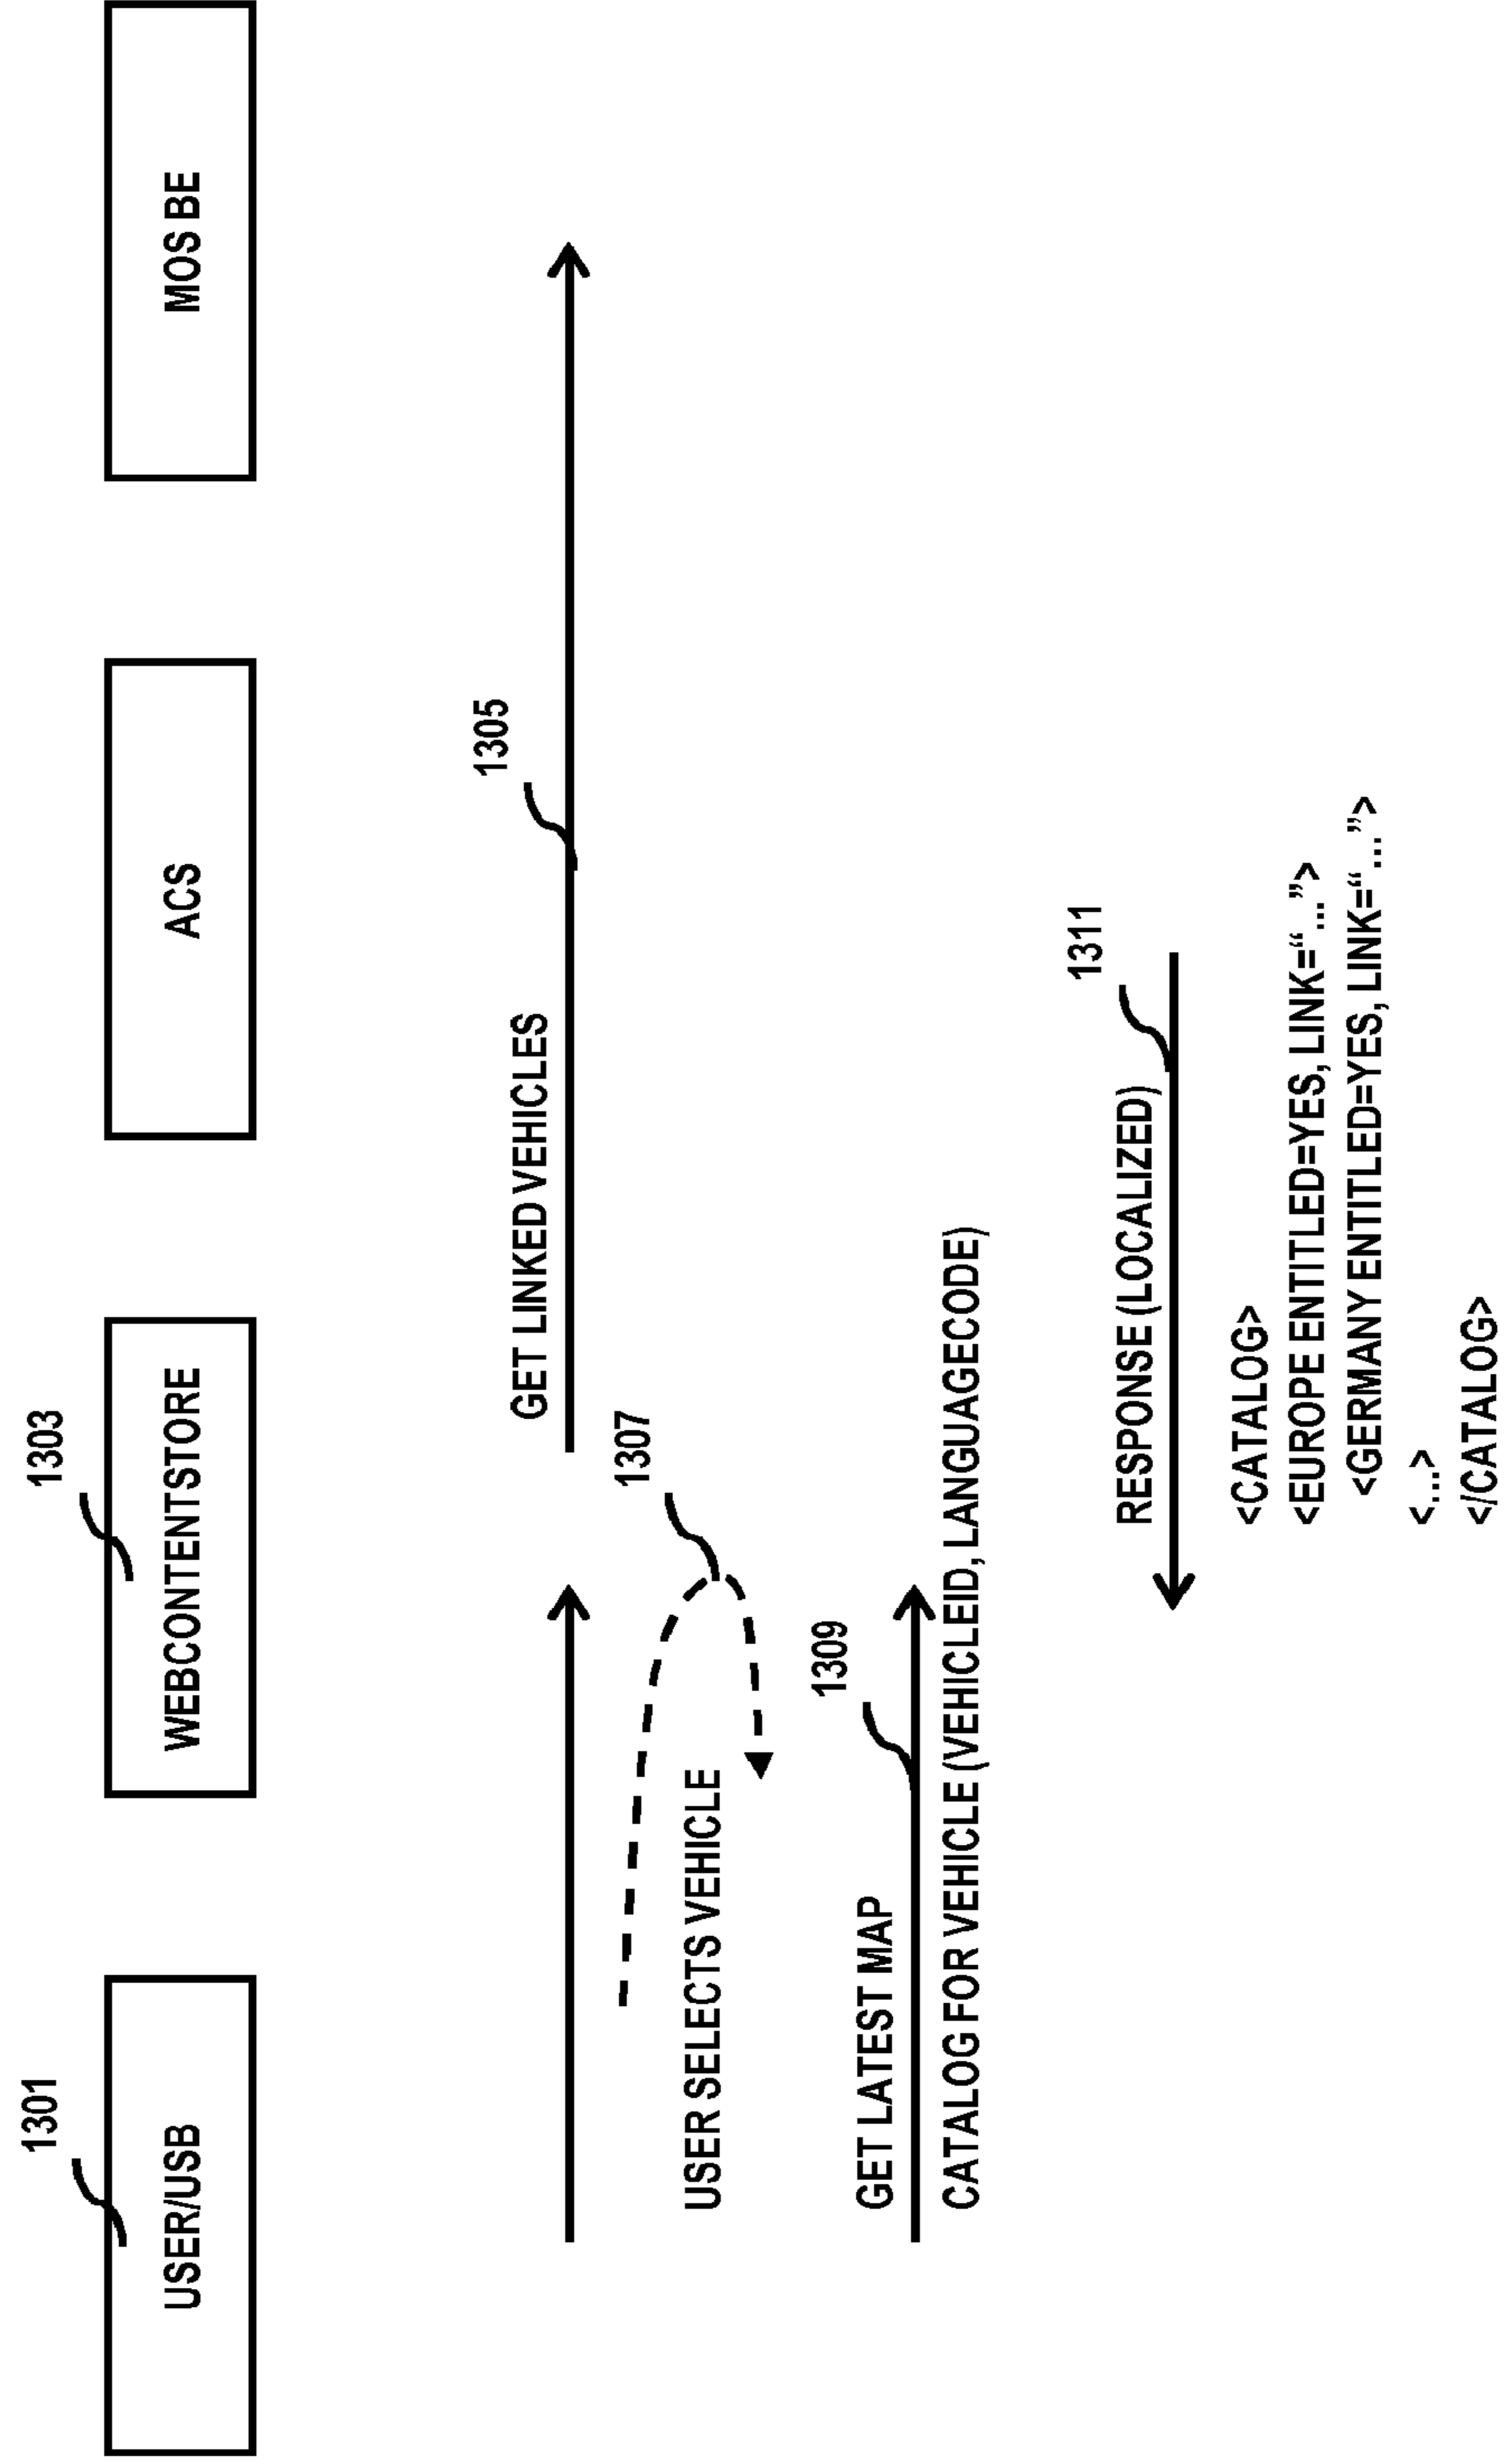 1301
1303
USER/USB
WEBCONTENTSTORE
ACS
MOS BE
1305
GET LINKED VEHICLES
1307
USER SELECTS VEHICLE
1309
GET LATEST MAP
CATALOG FOR VEHICLE (VEHICLEID, LANGUAGECODE)
1311
RESPONSE (LOCALIZED)
<CATALOG>
<EUROPE ENTITLED=YES, LINK=“...”>
<GERMANY ENTITLED=YES, LINK=“...”>
<...>
</CATALOG>